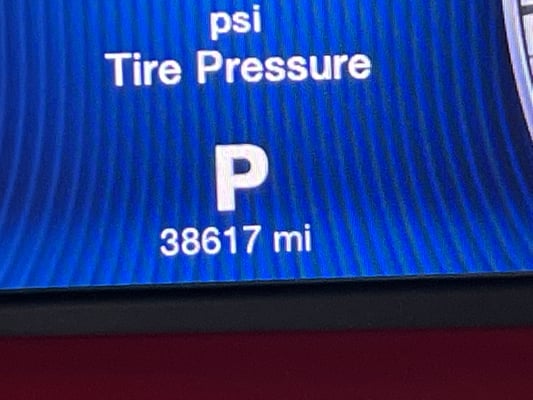 psi
Tire Pressure
P
38617 mi